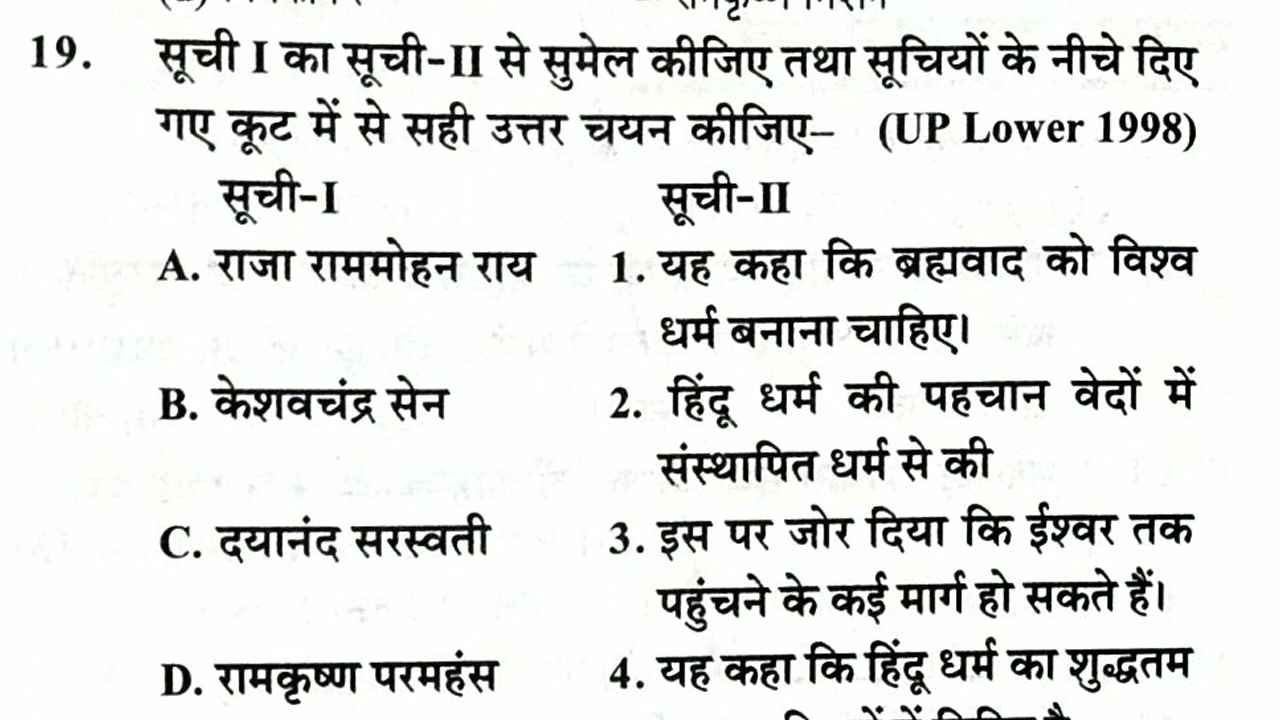 19. सूची I का सूची-II से सुमेल कीजिए तथा सूचियों के नीचे दिए
गए कूट में से सही उत्तर चयन कीजिए– (UP Lower 1998)
सूची-I सूची-II
A. राजा राममोहन राय 1. यह कहा कि ब्रह्मवाद को विश्व
धर्म बनाना चाहिए।
B. केशवचंद्र सेन 2. हिंदू धर्म की पहचान वेदों में
संस्थापित धर्म से की
C. दयानंद सरस्वती 3. इस पर जोर दिया कि ईश्वर तक
पहुंचने के कई मार्ग हो सकते हैं।
D. रामकृष्ण परमहंस 4. यह कहा कि हिंदू धर्म का शुद्धतम